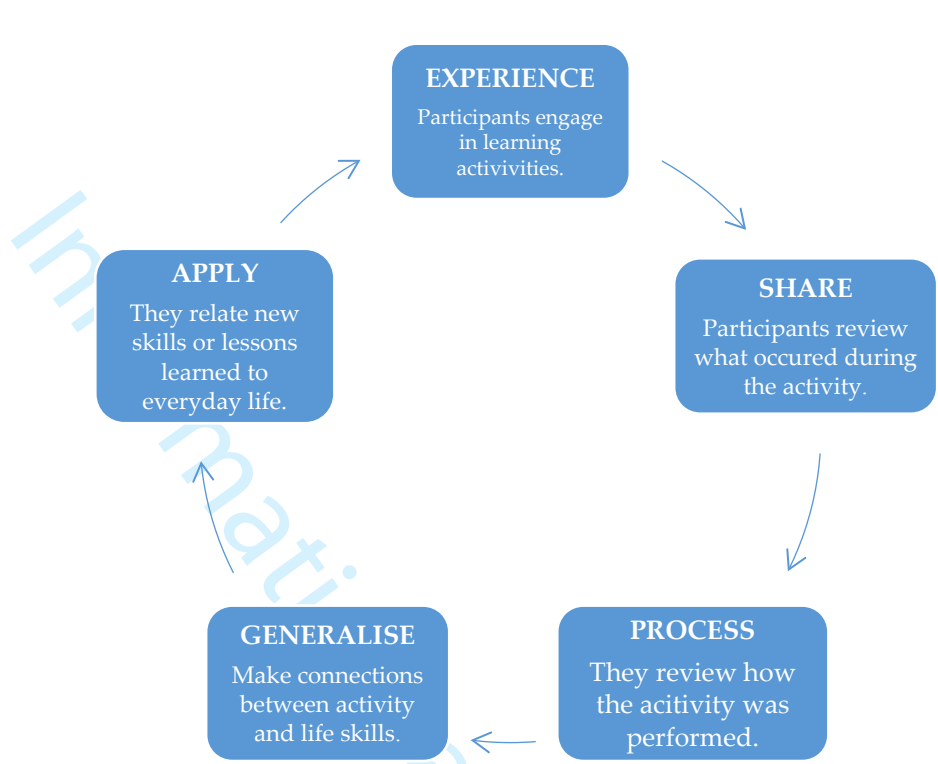 EXPERIENCE
Participants engage
in learning
activivities.
SHARE
Participants review
what occured during
the activity.
PROCESS
They review how
the acitivity was
performed.
GENERALISE
Make connections
between activity
and life skills.
APPLY
They relate new
skills or lessons
learned to
everyday life.